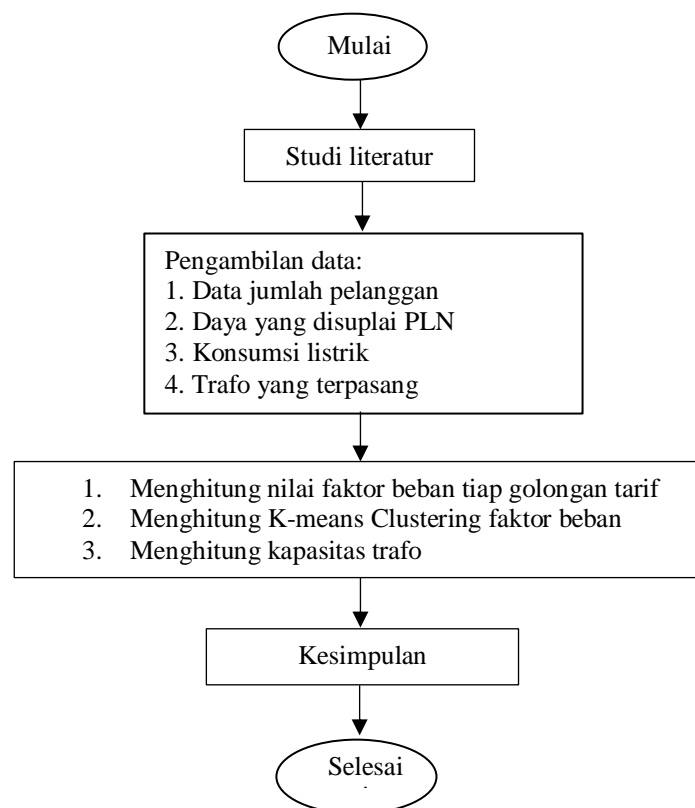 Mulai
Studi literatur
Pengambilan data:
1. Data jumlah pelanggan
2. Daya yang disuplai PLN
3. Konsumsi listrik
4. Trafo yang terpasang
1. Menghitung nilai faktor beban tiap golongan tarif
2. Menghitung K-means Clustering faktor beban
3. Menghitung kapasitas trafo
Kesimpulan
Selesai